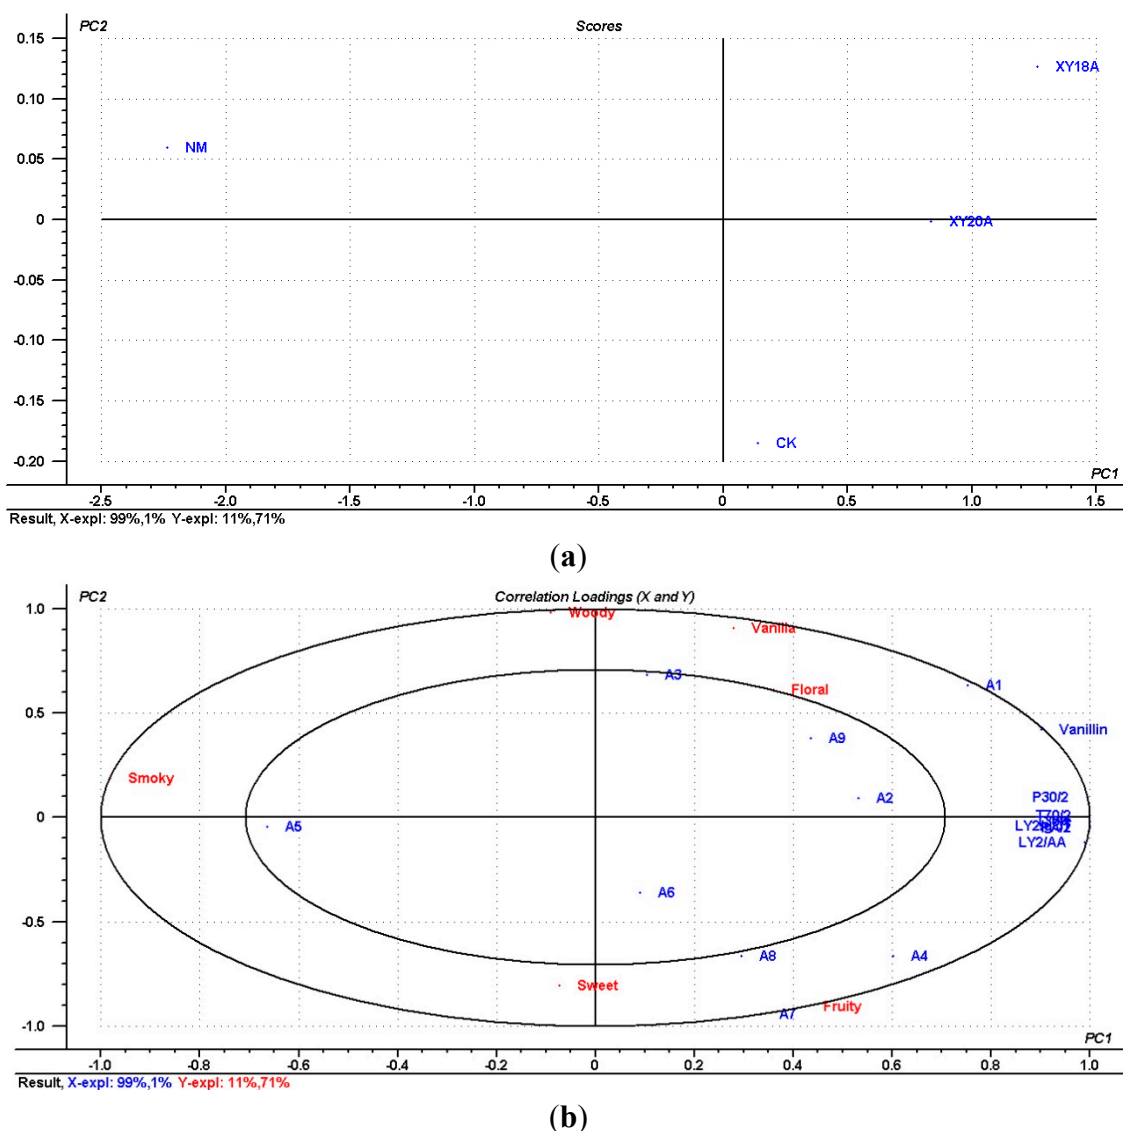 PC2
Scores
0.15
XY18A
0.10
NM
0.05
0
XY20A
-0.05
-0.10
-0.15
CK
-0.20
PC1
-2.5 -2.0 -1.5 -1.0 -0.5 0 0.5 1.0 1.5
Result, X-expl: 99%,1% Y-expl: 11%,71%
(a)
PC2
Correlation Loadings (X and Y)
1.0
Woody
Vanilla
A3
Floral
A1
0.5
Vanillin
A9
Smoky
A2
P30/2
0
T70/2
A5
LY2/AA
A6
-0.5
A8
A4
Sweet
Fruity
A7
-1.0
PC1
-1.0 -0.8 -0.6 -0.4 -0.2 0 0.2 0.4 0.6 0.8 1.0
Result, X-expl: 99%,1% Y-expl: 11%,71%
(b)